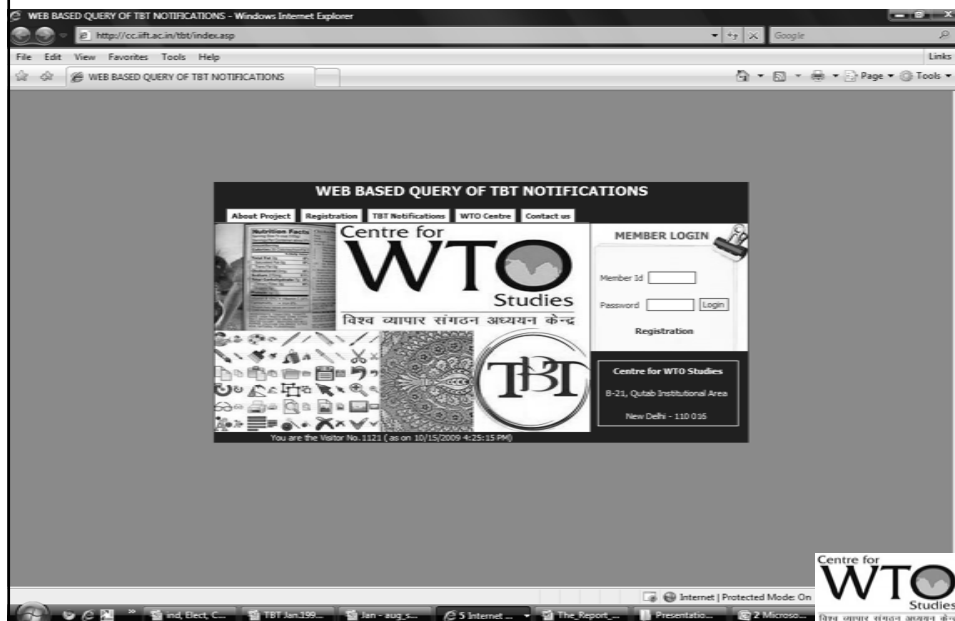 WEB BASED QUERY OF TBT NOTIFICATIONS - Windows Internet Explorer
http://cc.iift.ac.in/tbt/index.asp
Google
File Edit View Favorites Tools Help
Links
WEB BASED QUERY OF TBT NOTIFICATIONS
Page Tools
WEB BASED QUERY OF TBT NOTIFICATIONS
About Project Registration TBT Notifications WTO Centre Contact us
Nutrition Facts
Centre for
WTO
Studies
विश्व व्यापार संगठन अध्ययन केन्द्र
MEMBER LOGIN
Member Id
Password Login
Registration
TBT
Centre for WTO Studies
B-21, Qutab Institutional Area
New Delhi - 110 016
You are the Visitor No.1121 ( as on 10/15/2009 4:25:15 PM)
Internet | Protected Mode: On
ind, Elect, C... TBT Jan.199... Jan - aug_s... 5 Internet ... The_Report_... Presentatio... 2 Microso...
Centre for
WTO
Studies
विश्व व्यापार संगठन अध्ययन केन्द्र